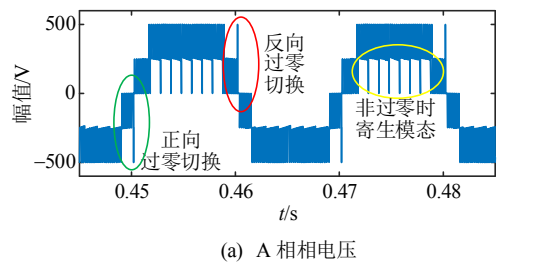 500
0
−500
幅值/V
反向
过零
切换
正向
过零切换
非过零时
寄生模态
0.45
0.46
0.47
0.48
t/s
(a) A 相相电压